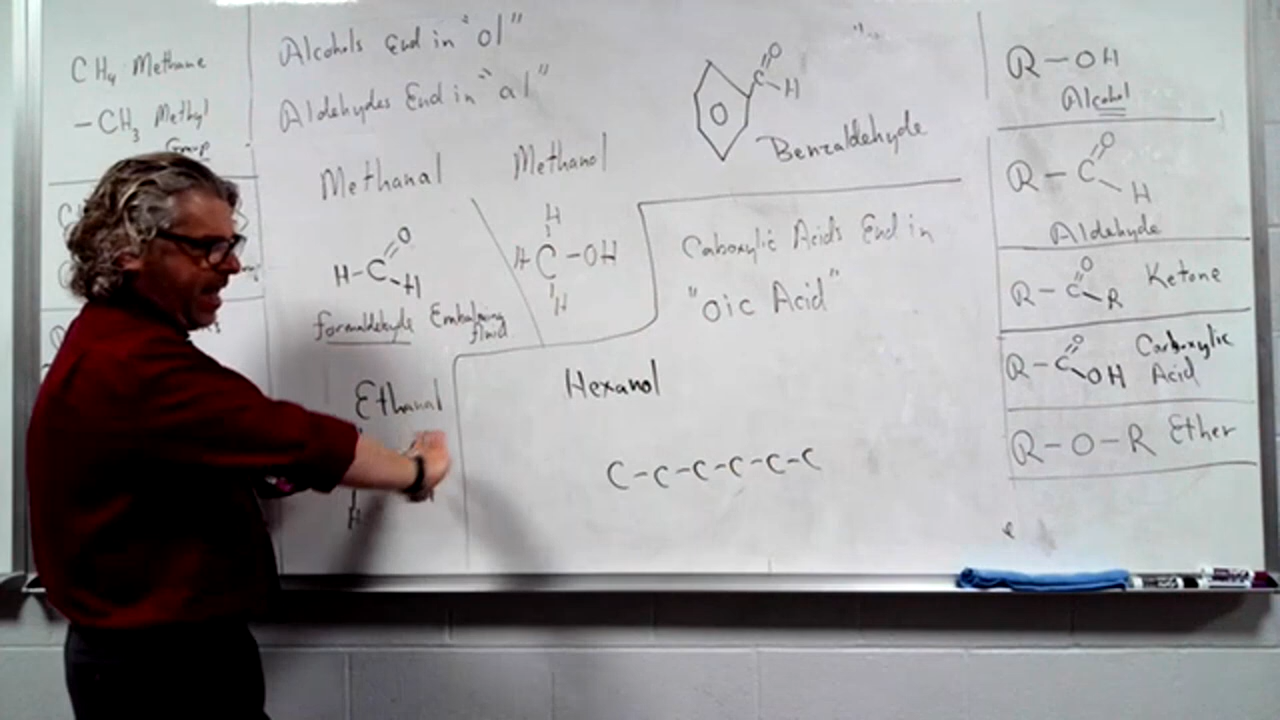 CH₄ Methane
-CH₃ Methyl
Group
Alcohols End in "ol"
Aldehydes End in "al"
Methanal
O
H-C
H
formaldehyde Embalming
fluid
Methanol
H
H C -OH
H
Ethanal
H
O
C
H
O
Benzaldehyde
Caboxylic Acids End in
"oic Acid"
Hexanol
C-C-C-C-C-C
R-OH
Alcohol
O
R-C
H
Aldehyde
O
R-C-R Ketone
O
R-C-OH Carboxylic
Acid
R-O-R Ether